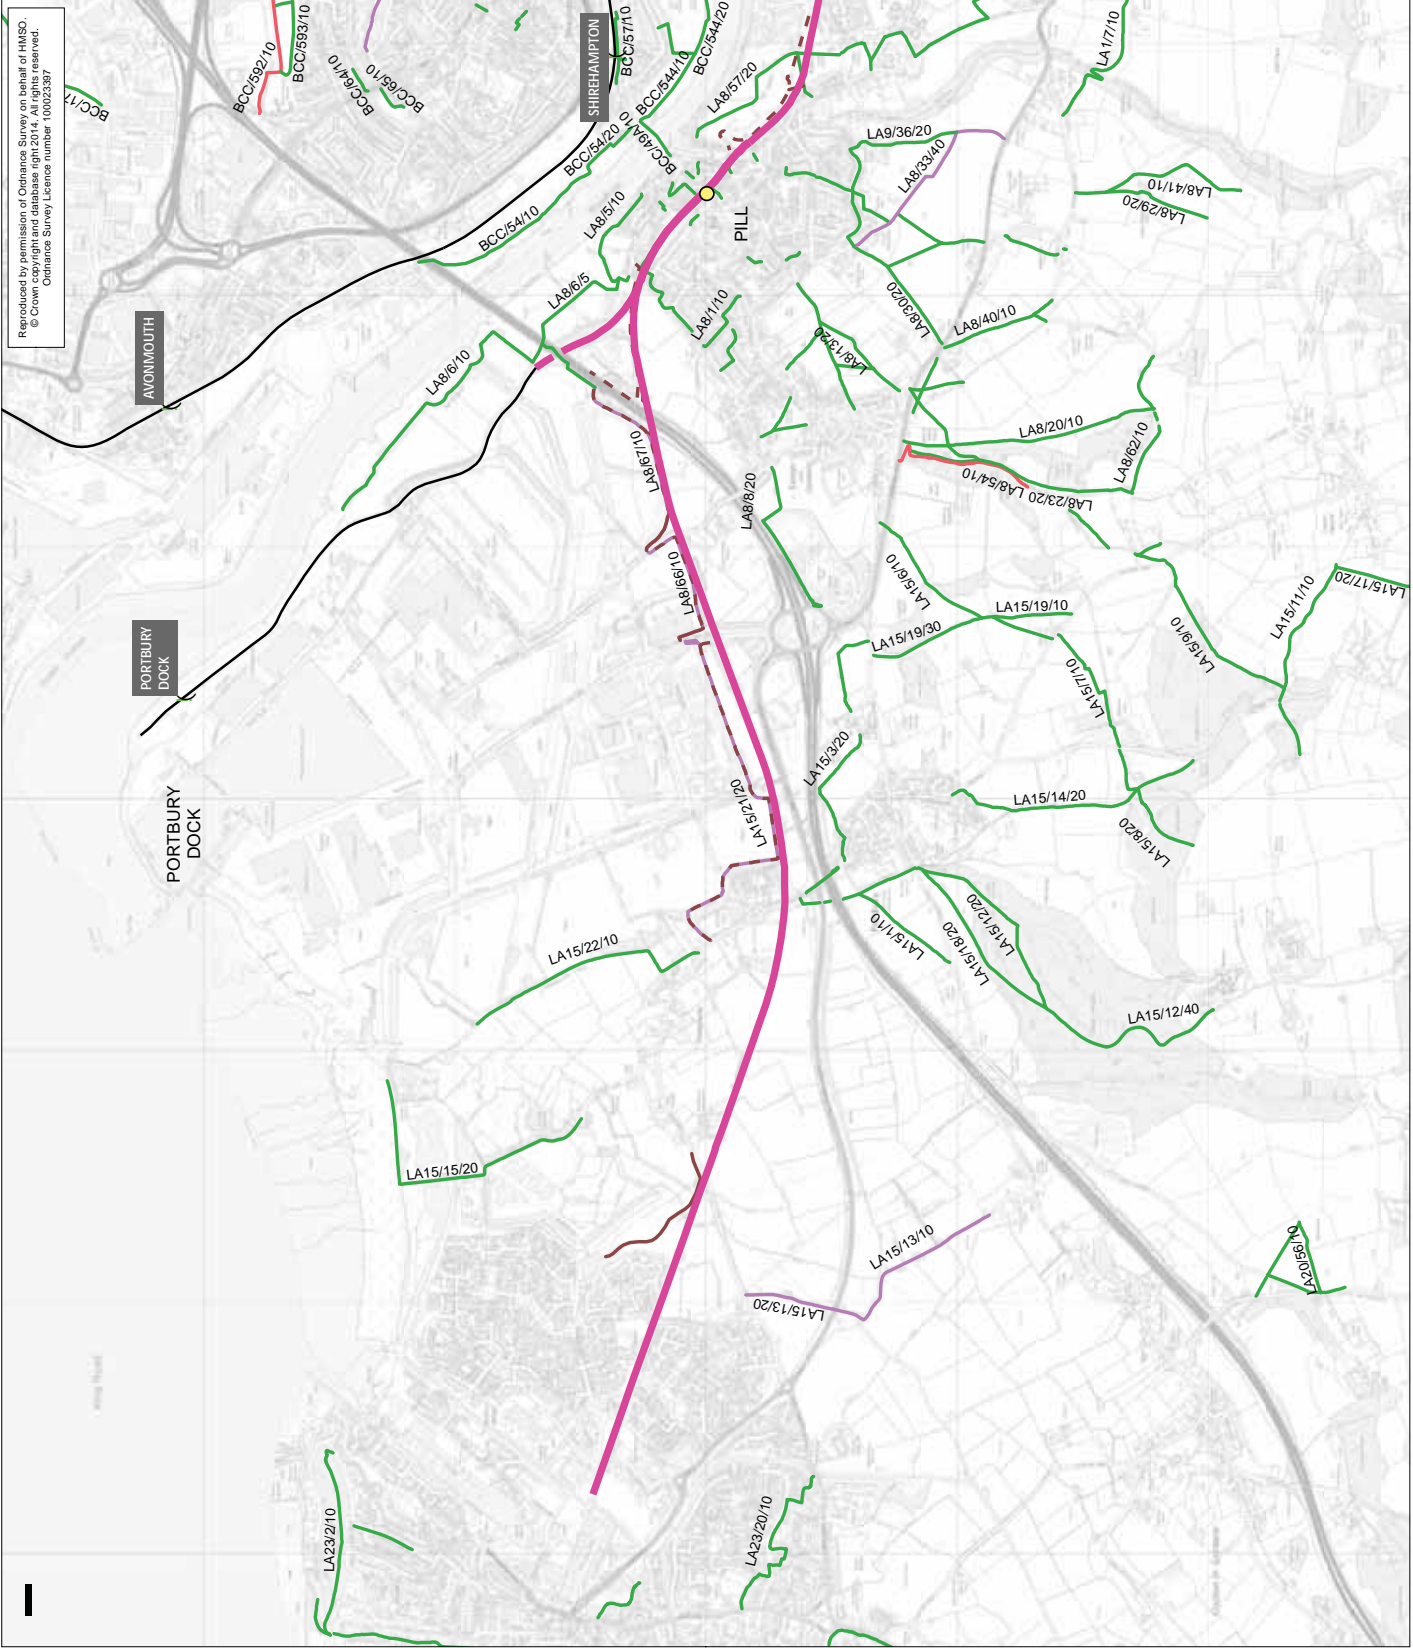 Reproduced by permission of Ordnance Survey on behalf of HMSO.
© Crown copyright and database right 2014. All rights reserved.
Ordnance Survey Licence number 100023397
BCC/17
BCC/592/10
BCC/593/10
BCC/64/10
BCC/65/10
SHIREHAMPTON
BCC/57/10
BCC/544/20
BCC/544/10
LA8/57/20
LA1/7/10
BCC/54/20
BCC/49A/10
LA9/36/20
LA8/33/40
LA8/41/10
LA8/29/20
BCC/54/10
LA8/5/10
PILL
LA8/6/5
LA8/1/10
LA8/30/20
LA8/40/10
AVONMOUTH
LA8/6/10
LA8/13/20
LA8/20/10
LA8/62/10
LA8/67/10
LA8/54/10
LA8/23/20
LA8/8/20
LA8/66/10
LA15/6/10
LA15/19/10
LA15/19/30
LA15/11/10
LA15/17/20
LA15/9/10
PORTBURY
DOCK
LA15/7/10
LA15/3/20
PORTBURY
DOCK
LA15/21/20
LA15/14/20
LA15/8/20
LA15/22/10
LA15/1/10
LA15/18/20
LA15/12/20
LA15/12/40
LA15/15/20
LA15/13/10
LA15/13/20
LA20/56/10
LA23/2/10
LA23/20/10